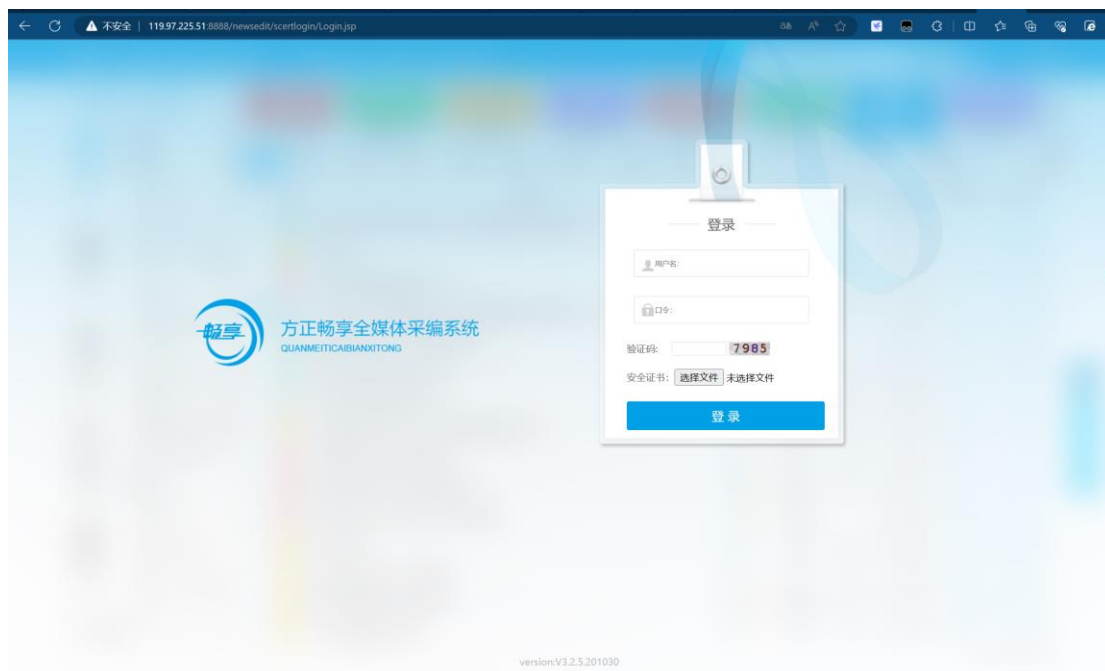 不安全 | 119.97.225.51:8888/newsedit/scertlogin/Login.jsp
登录
用户名:
口令:
畅享
方正畅享全媒体采编系统
QUANMEITICAIBIANXITONG
验证码: 7985
安全证书: 选择文件 未选择文件
登 录
version:V3.2.5.201030